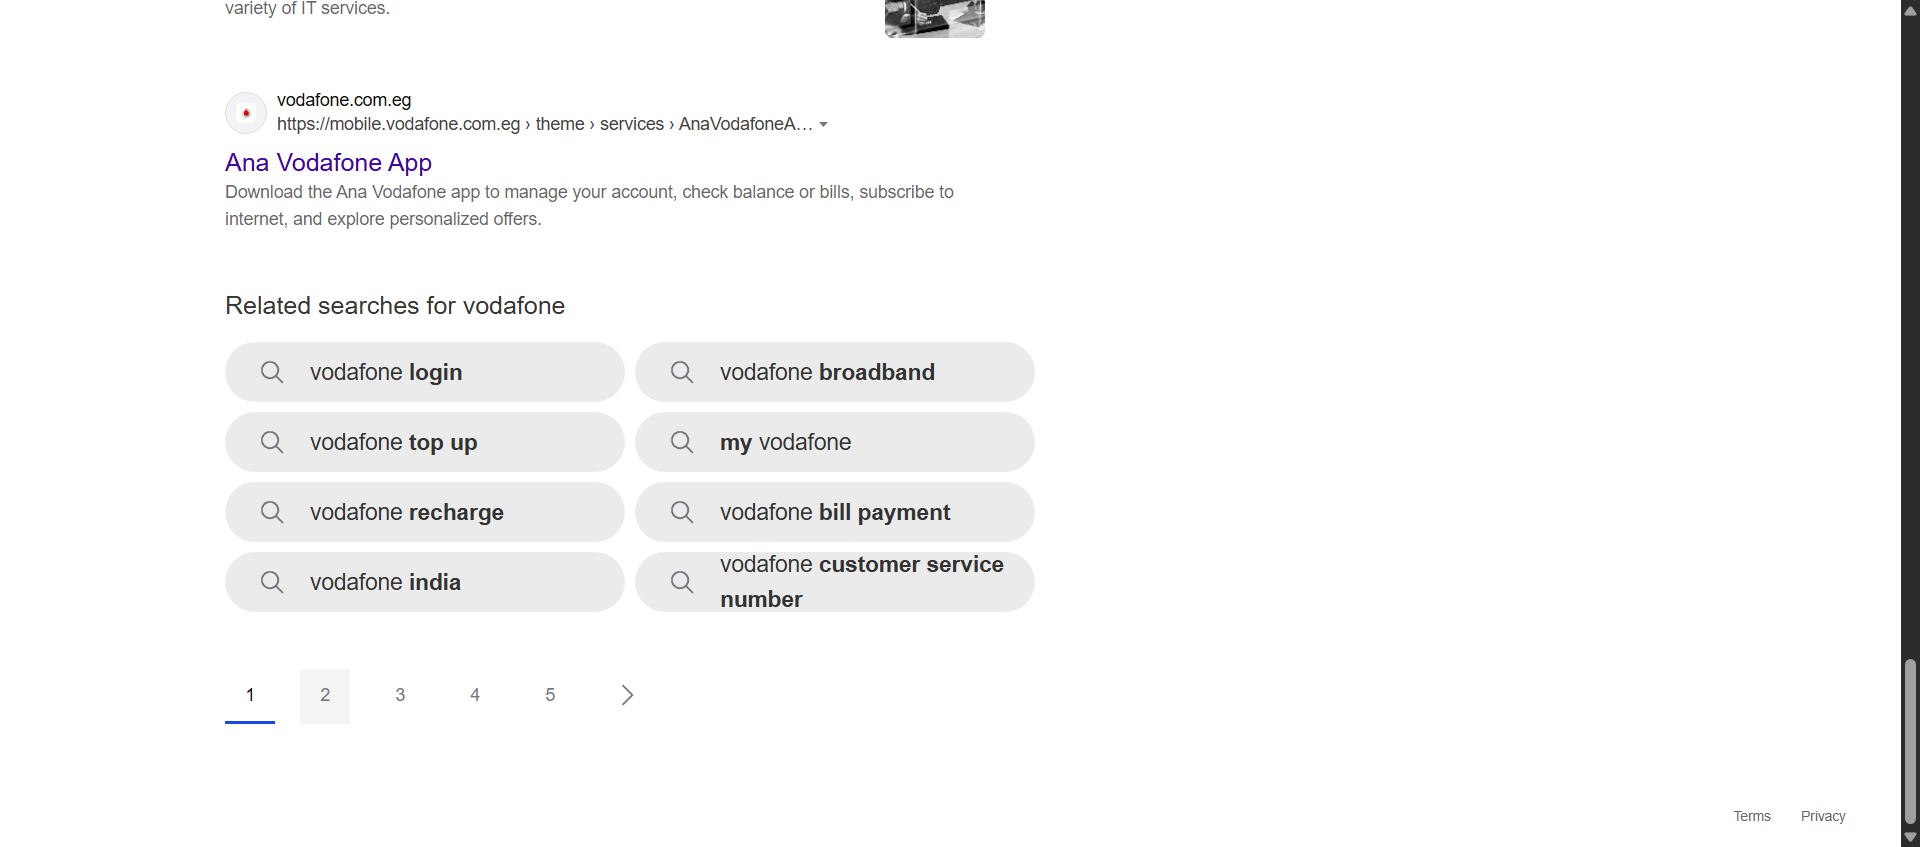 variety of IT services.
vodafone.com.eg
https://mobile.vodafone.com.eg › theme › services › AnaVodafoneA...
Ana Vodafone App
Download the Ana Vodafone app to manage your account, check balance or bills, subscribe to
internet, and explore personalized offers.
Related searches for vodafone
vodafone login
vodafone broadband
vodafone top up
my vodafone
vodafone recharge
vodafone bill payment
vodafone india
vodafone customer service
number
1 2 3 4 5
Terms Privacy